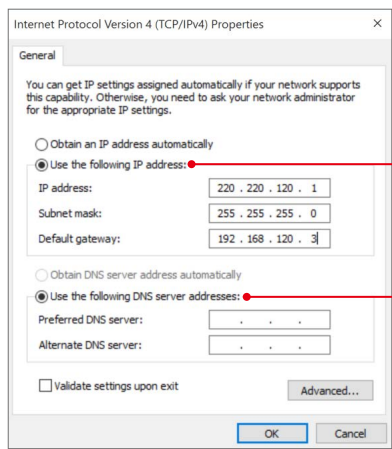 Internet Protocol Version 4 (TCP/IPv4) Properties
General
You can get IP settings assigned automatically if your network supports
this capability. Otherwise, you need to ask your network administrator
for the appropriate IP settings.
Obtain an IP address automatically
Use the following IP address:
IP address: 220 . 220 . 120 . 1
Subnet mask: 255 . 255 . 255 . 0
Default gateway: 192 . 168 . 120 . 3
Obtain DNS server address automatically
Use the following DNS server addresses:
Preferred DNS server: . . .
Alternate DNS server: . . .
Validate settings upon exit
Advanced...
OK Cancel